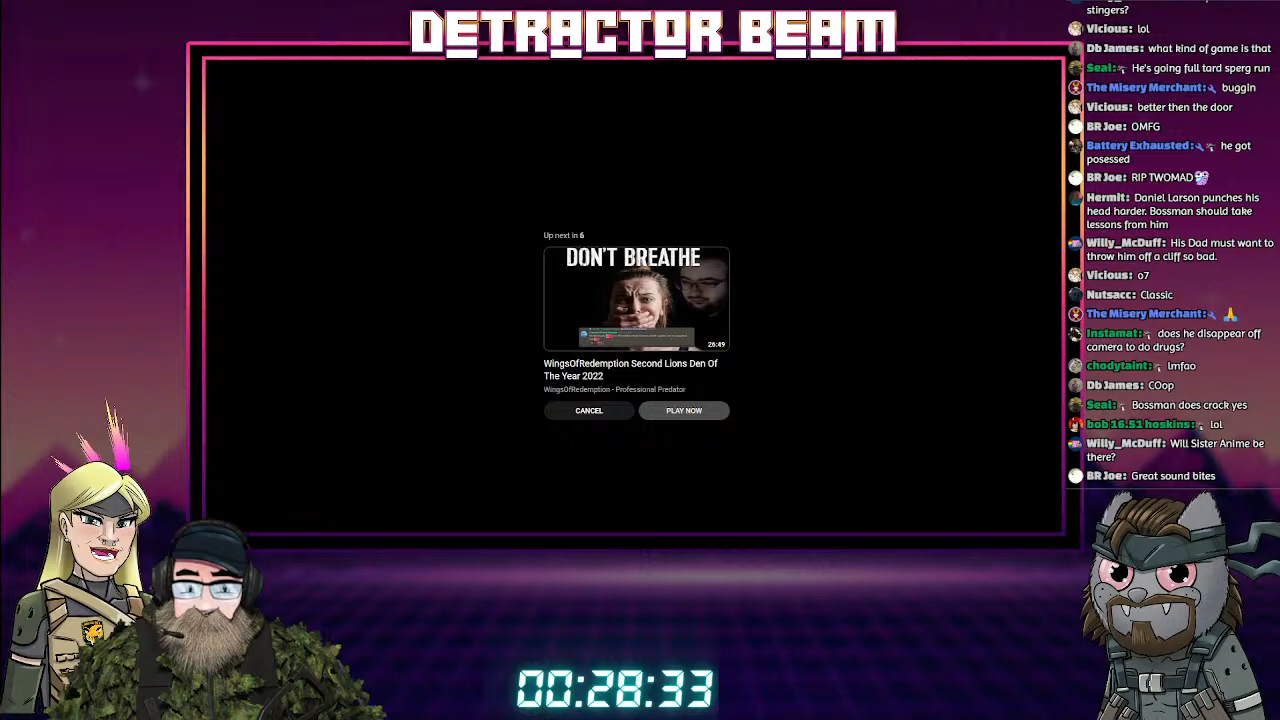 DETRACTOR BEAM
stingers?
Vicious: lol
Db James: what kind of game is that
Seal: He's going full tard sperg run
The Misery Merchant: buggin
Vicious: better then the door
BR Joe: OMFG
Battery Exhausted: he got
posessed
BR Joe: RIP TWOMAD
Hermit: Daniel Larson punches his
head harder. Bossman should take
lessons from him
Willy_McDuff: His Dad must want to
throw him off a cliff so bad.
Vicious: o7
Nutsacc: Classic
The Misery Merchant: 🙏
Instamat: does he disappear off
camera to do drugs?
chodytaint: lmfao
Db James: COop
Seal: Bossman does crack yes
bob 16.51 hoskins: lol
Willy_McDuff: Will Sister Anime be
there?
BR Joe: Great sound bites
Up next in 6
DON'T BREATHE
26:49
WingsOfRedemption Second Lions Den Of
The Year 2022
WingsOfRedemption - Professional Predator
CANCEL
PLAY NOW
00:28:33